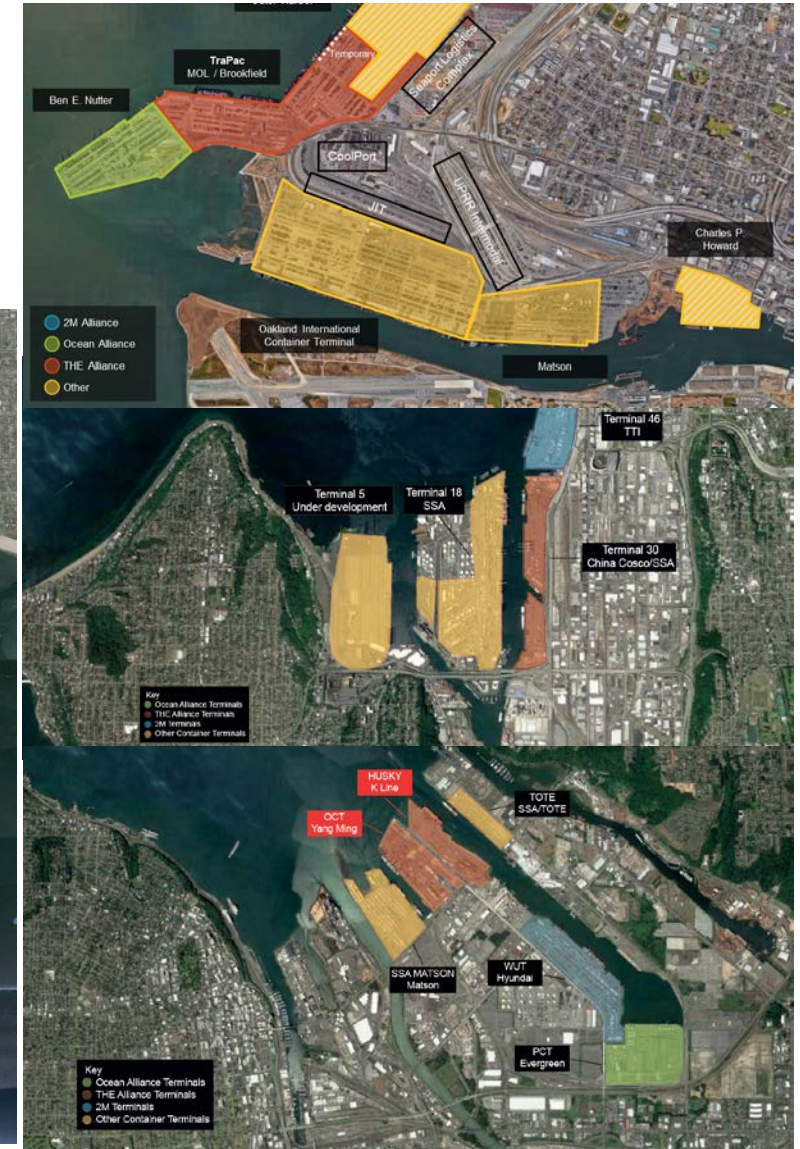 Temporary
TraPac
MOL / Brookfield
Seaport Logistics
Complex
Ben E. Nutter
CoolPort
JIT
UPRR Intermodal
Charles P.
Howard
2M Alliance
Ocean Alliance
THE Alliance
Other
Oakland International
Container Terminal
Matson
Terminal 46
TTI
Terminal 5
Under development
Terminal 18
SSA
Terminal 30
China Cosco/SSA
Key
Ocean Alliance Terminals
THE Alliance Terminals
2M Terminals
Other Container Terminals
HUSKY
K Line
TOTE
SSA/TOTE
OCT
Yang Ming
SSA MATSON
Matson
WUT
Hyundai
PCT
Evergreen
Key
Ocean Alliance Terminals
THE Alliance Terminals
2M Terminals
Other Container Terminals